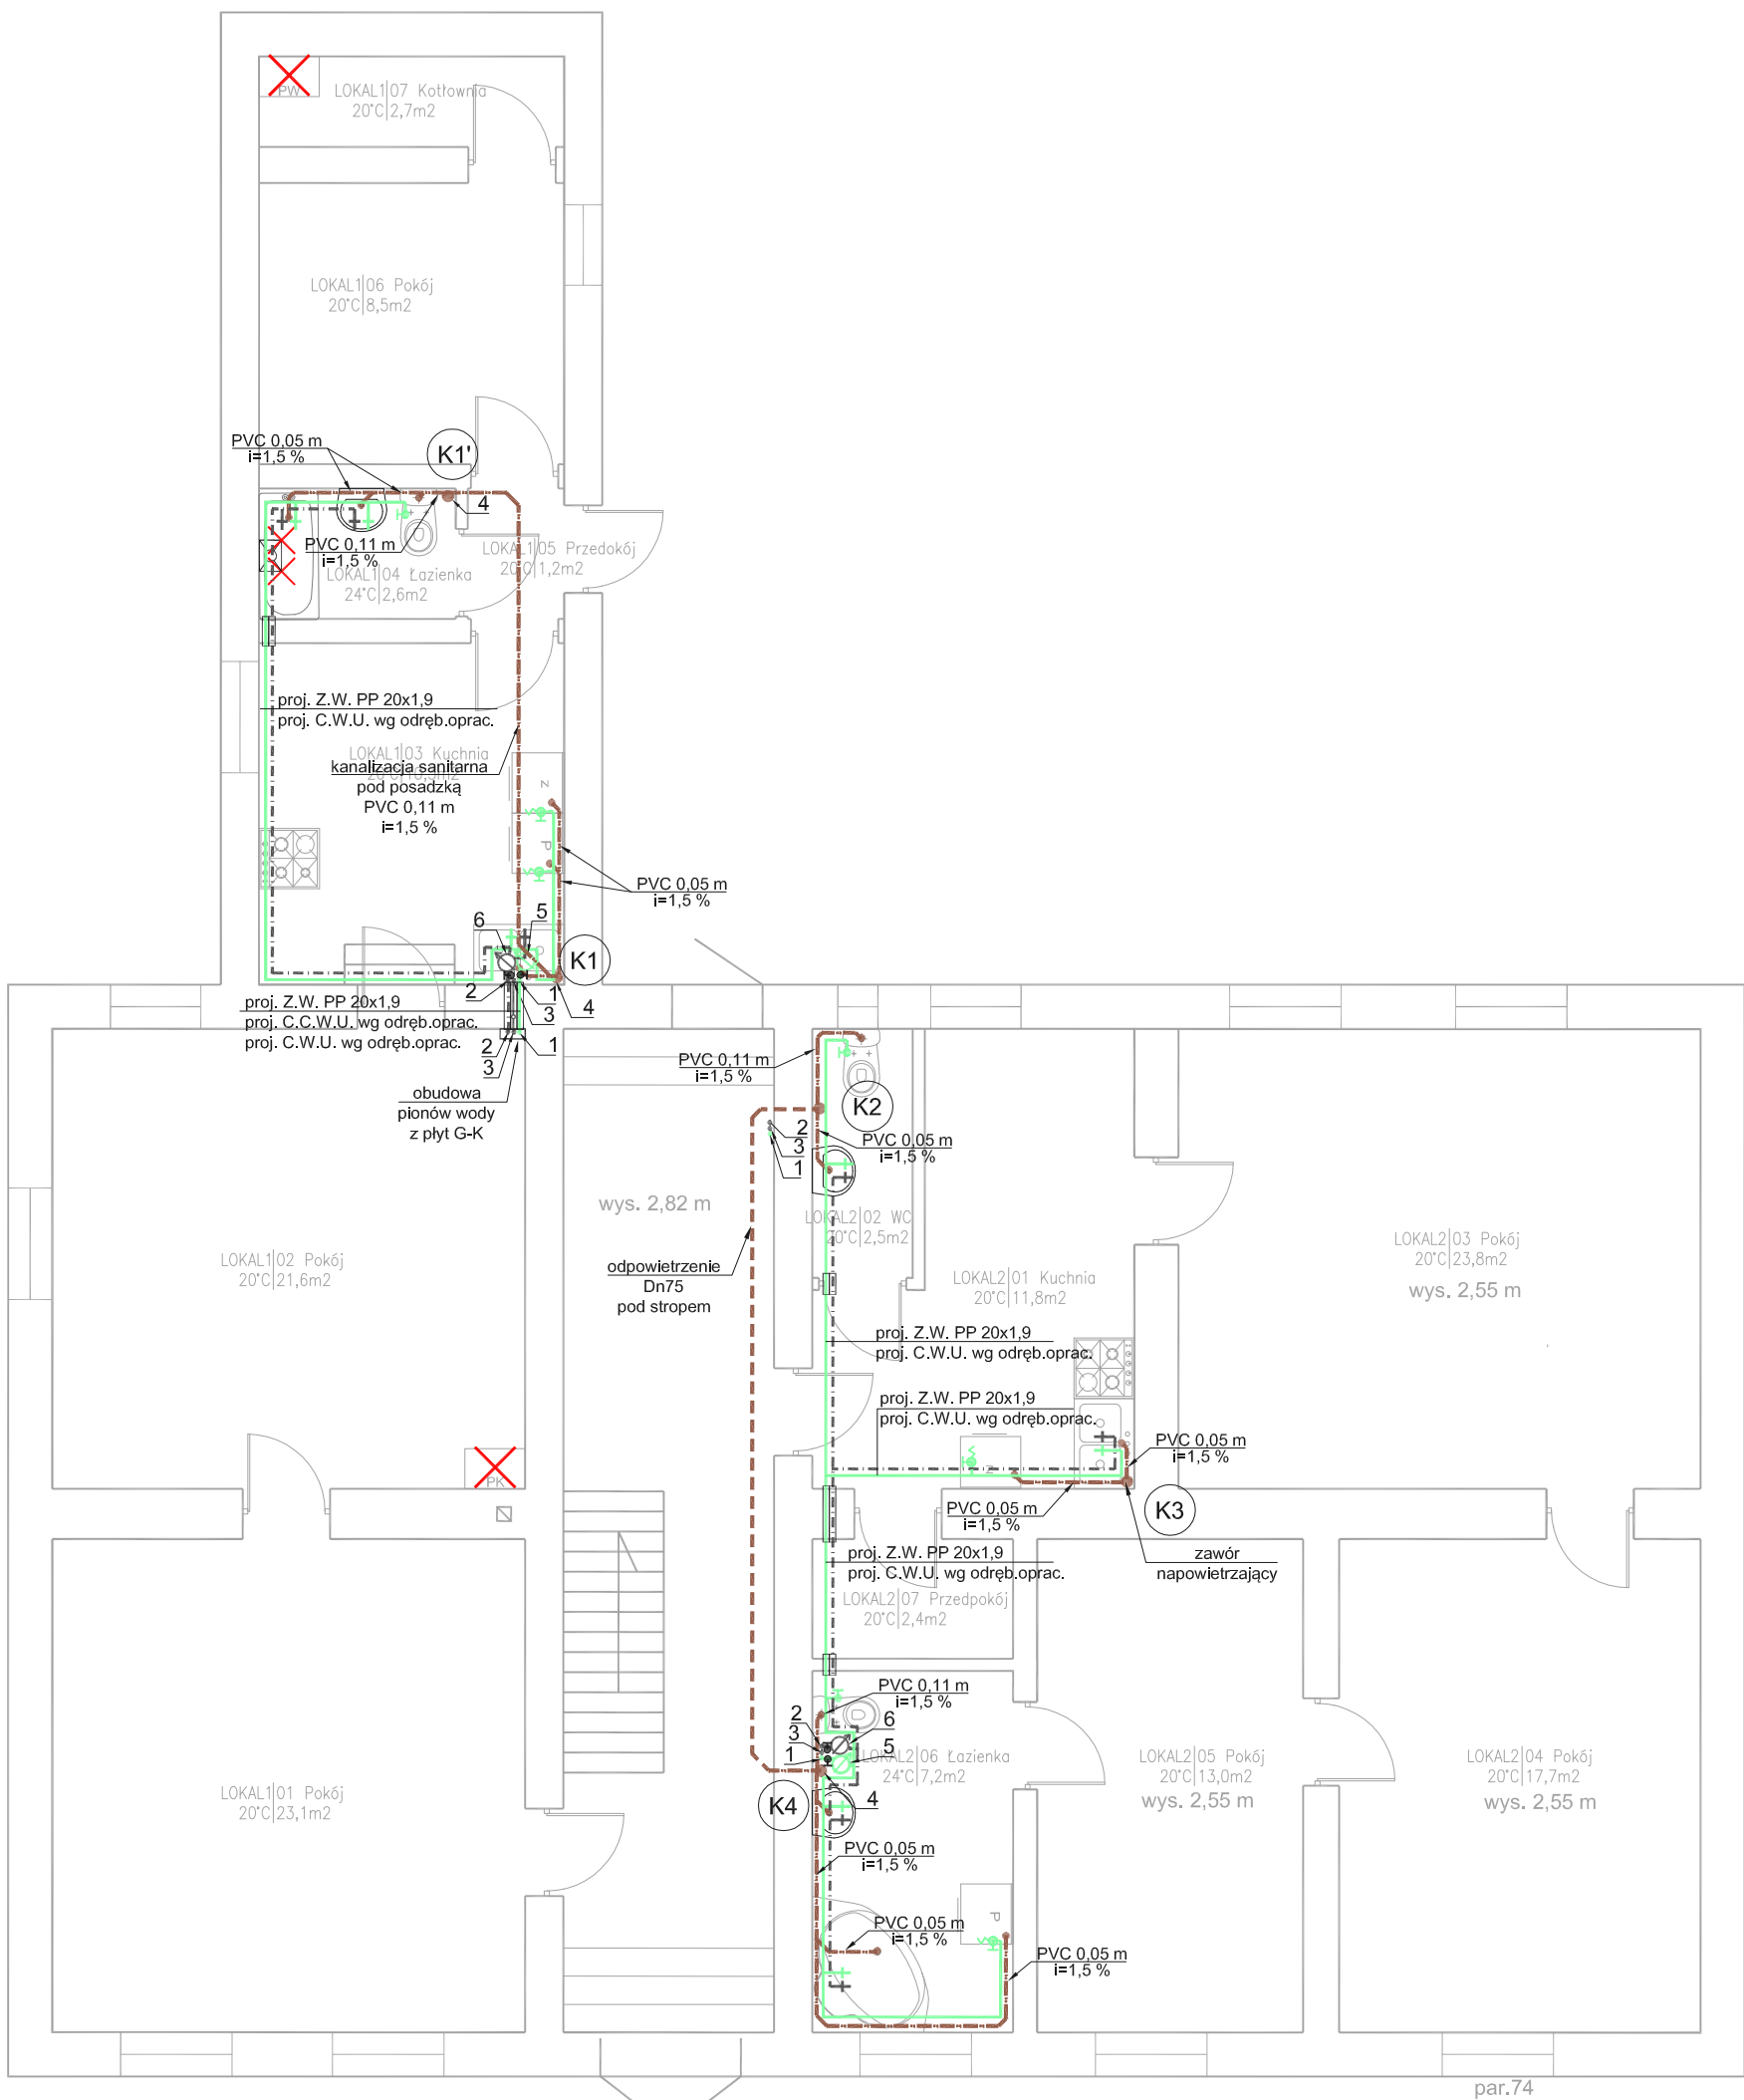 PW
LOKAL1|07 Kotłownia
20°C|2,7m2
LOKAL1|06 Pokój
20°C|8,5m2
PVC 0,05 m
i=1,5 %
K1'
4
PVC 0,11 m
i=1,5 %
LOKAL1|05 Przedokój
20°C|1,2m2
LOKAL1|04 Łazienka
24°C|2,6m2
proj. Z.W. PP 20x1,9
proj. C.W.U. wg odręb.oprac.
LOKAL1|03 Kuchnia
kanalizacja sanitarna
pod posadzką
PVC 0,11 m
i=1,5 %
Z
P
PVC 0,05 m
i=1,5 %
6
5
K1
2
1
3
4
proj. Z.W. PP 20x1,9
proj. C.C.W.U. wg odręb.oprac.
proj. C.W.U. wg odręb.oprac.
2
1
3
obudowa
pionów wody
z płyt G-K
PVC 0,11 m
i=1,5 %
K2
2
3
1
PVC 0,05 m
i=1,5 %
wys. 2,82 m
LOKAL2|02 WC
20°C|2,5m2
LOKAL1|02 Pokój
20°C|21,6m2
odpowietrzenie
Dn75
pod stropem
LOKAL2|01 Kuchnia
20°C|11,8m2
LOKAL2|03 Pokój
20°C|23,8m2
wys. 2,55 m
proj. Z.W. PP 20x1,9
proj. C.W.U. wg odręb.oprac.
proj. Z.W. PP 20x1,9
proj. C.W.U. wg odręb.oprac.
PVC 0,05 m
i=1,5 %
PK
Z
PVC 0,05 m
i=1,5 %
K3
zawór
napowietrzający
proj. Z.W. PP 20x1,9
proj. C.W.U. wg odręb.oprac.
LOKAL2|07 Przedpokój
20°C|2,4m2
PVC 0,11 m
i=1,5 %
2
3
1
6
5
LOKAL2|06 Łazienka
24°C|7,2m2
LOKAL2|05 Pokój
20°C|13,0m2
wys. 2,55 m
LOKAL2|04 Pokój
20°C|17,7m2
wys. 2,55 m
LOKAL1|01 Pokój
20°C|23,1m2
K4
4
PVC 0,05 m
i=1,5 %
P
PVC 0,05 m
i=1,5 %
PVC 0,05 m
i=1,5 %
par.74